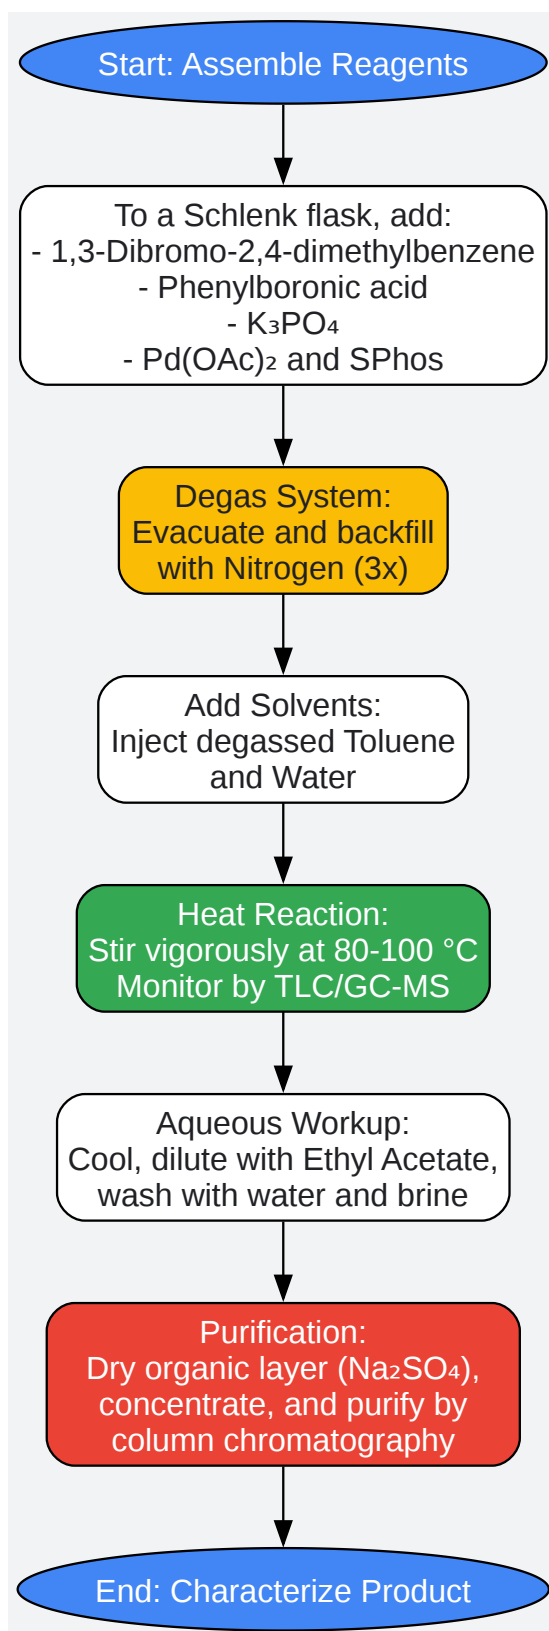 Start: Assemble Reagents
To a Schlenk flask, add:
- 1,3-Dibromo-2,4-dimethylbenzene
- Phenylboronic acid
- K₃PO₄
- Pd(OAc)₂ and SPhos
Degas System:
Evacuate and backfill
with Nitrogen (3x)
Add Solvents:
Inject degassed Toluene
and Water
Heat Reaction:
Stir vigorously at 80-100 °C
Monitor by TLC/GC-MS
Aqueous Workup:
Cool, dilute with Ethyl Acetate,
wash with water and brine
Purification:
Dry organic layer (Na₂SO₄),
concentrate, and purify by
column chromatography
End: Characterize Product